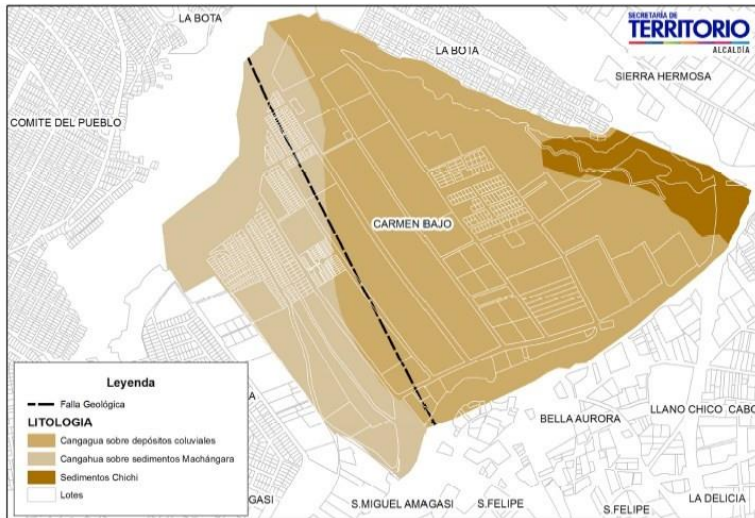 LA BOTA
LA BOTA
SECRETARÍA DE
TERRITORIO
ALCALDÍA
SIERRA HERMOSA
COMITE DEL PUEBLO
CARMEN BAJO
Leyenda
Falla Geológica
LITOLOGIA
Cangagua sobre depósitos coluviales
Cangahua sobre sedimentos Machángara
Sedimentos Chichi
Lotes
BELLA AURORA
LLANO CHICO CABO
GASI
S.MIGUEL AMAGASI
S.FELIPE
S.FELIPE
LA DELICIA